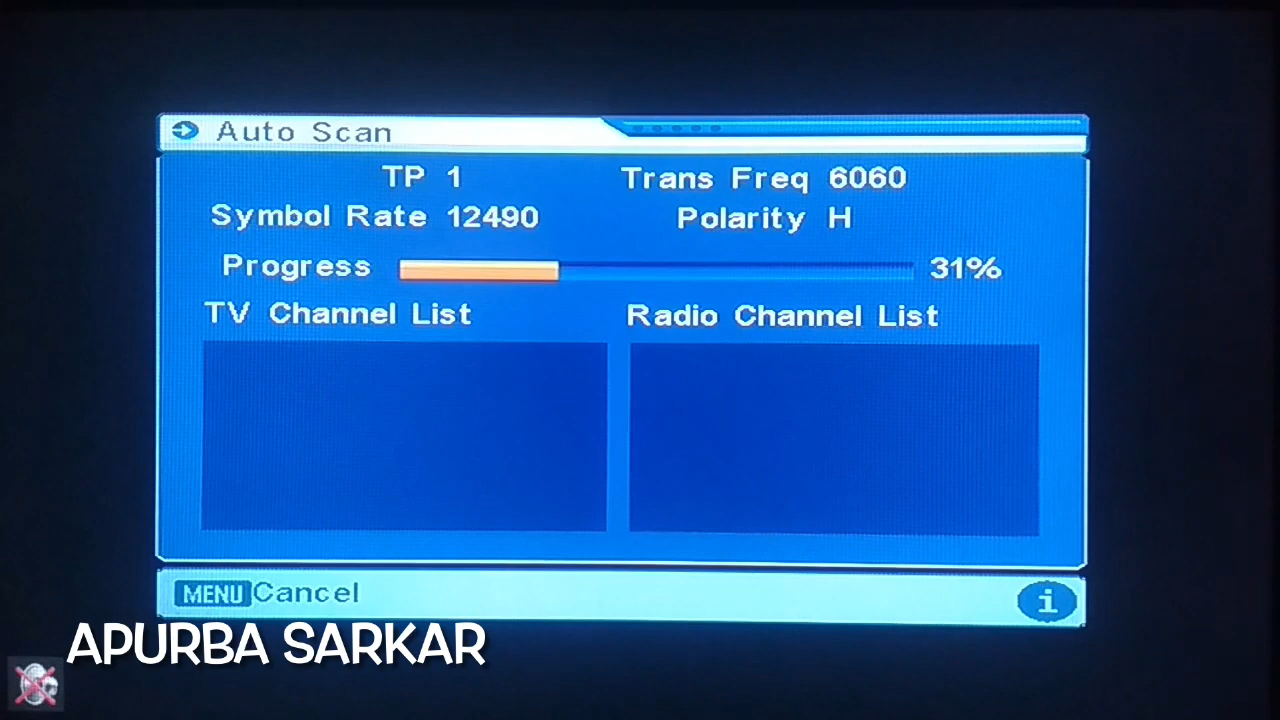 Auto Scan
TP 1 Trans Freq 6060
Symbol Rate 12490 Polarity H
Progress 31%
TV Channel List Radio Channel List
MENU Cancel i
APURBA SARKAR